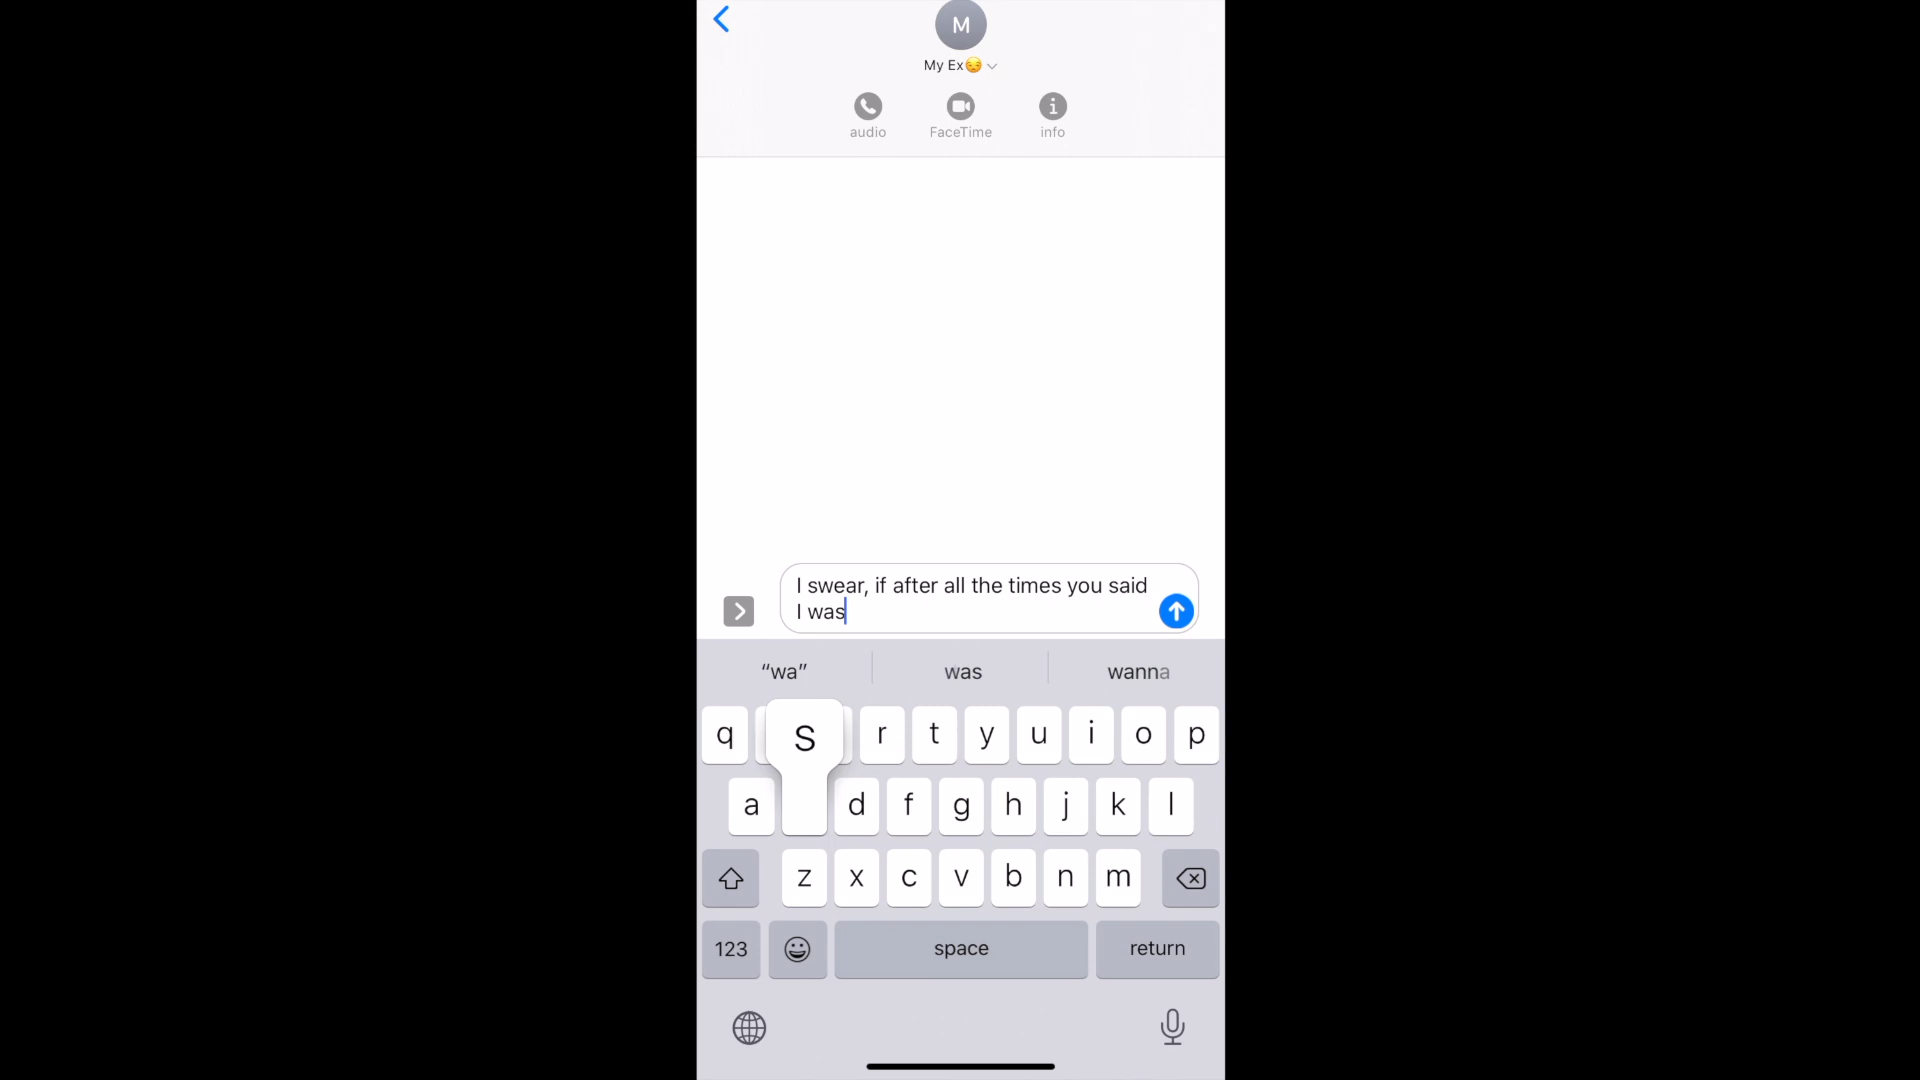 M
My Ex😔
audio FaceTime info
I swear, if after all the times you said
I was
“wa” was wanna
q s r t y u i o p
a d f g h j k l
z x c v b n m
123 space return